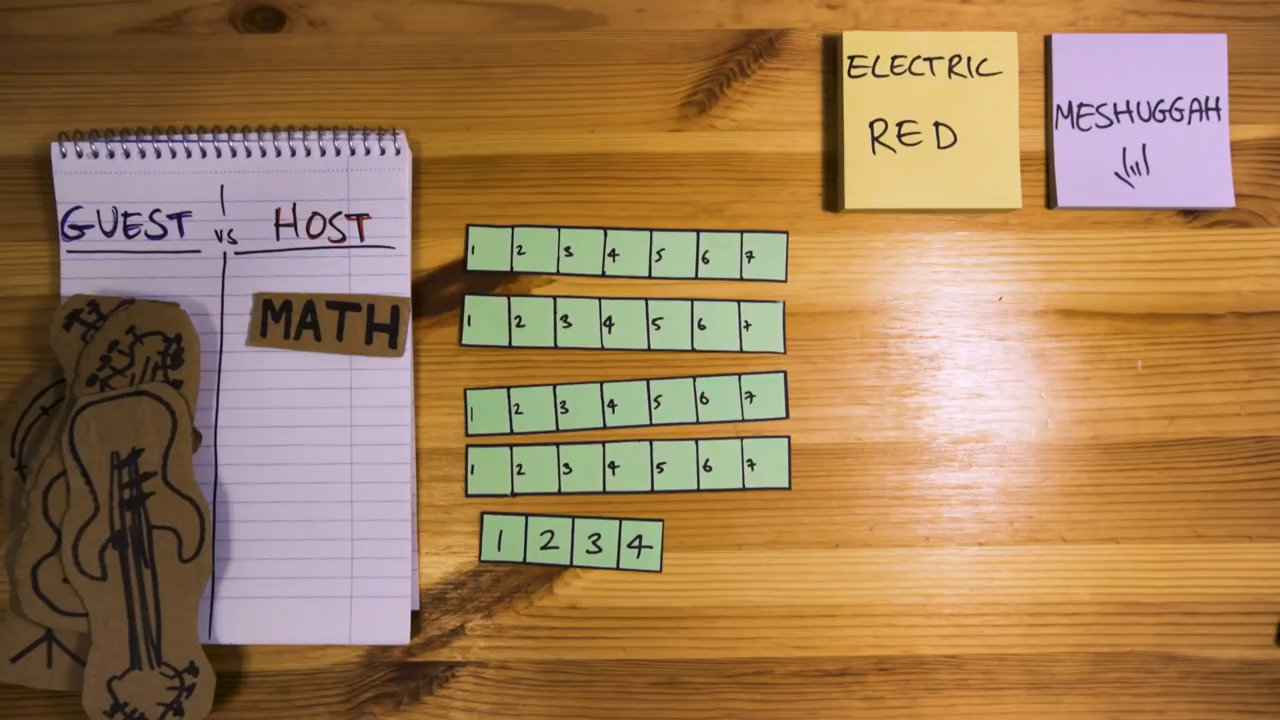 ELECTRIC
RED
MESHUGGAH
GUEST vs HOST
MATH
1 2 3 4 5 6 7
1 2 3 4 5 6 7
1 2 3 4 5 6 7
1 2 3 4 5 6 7
1 2 3 4